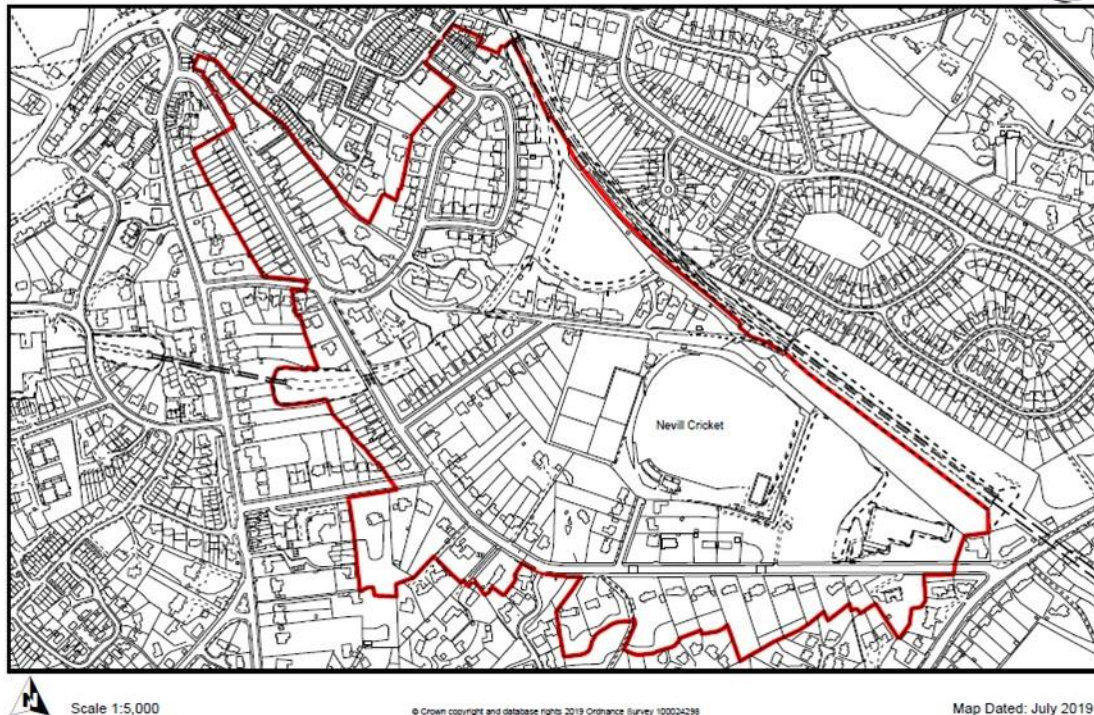 Nevill Cricket
N
Scale 1:5,000
© Crown copyright and database rights 2019 Ordnance Survey 100024298
Map Dated: July 2019